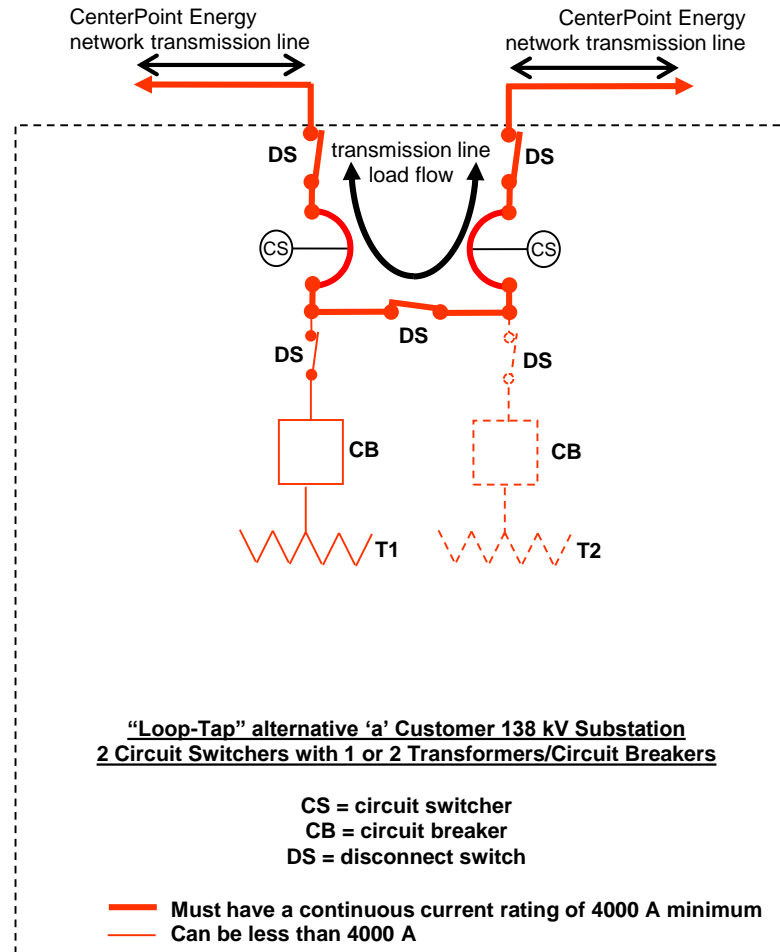 CenterPoint Energy
network transmission line
CenterPoint Energy
network transmission line
DS
transmission line
load flow
DS
CS
CS
DS
DS
DS
CB
CB
T1
T2
“Loop-Tap” alternative ‘a’ Customer 138 kV Substation
2 Circuit Switchers with 1 or 2 Transformers/Circuit Breakers
CS = circuit switcher
CB = circuit breaker
DS = disconnect switch
Must have a continuous current rating of 4000 A minimum
Can be less than 4000 A